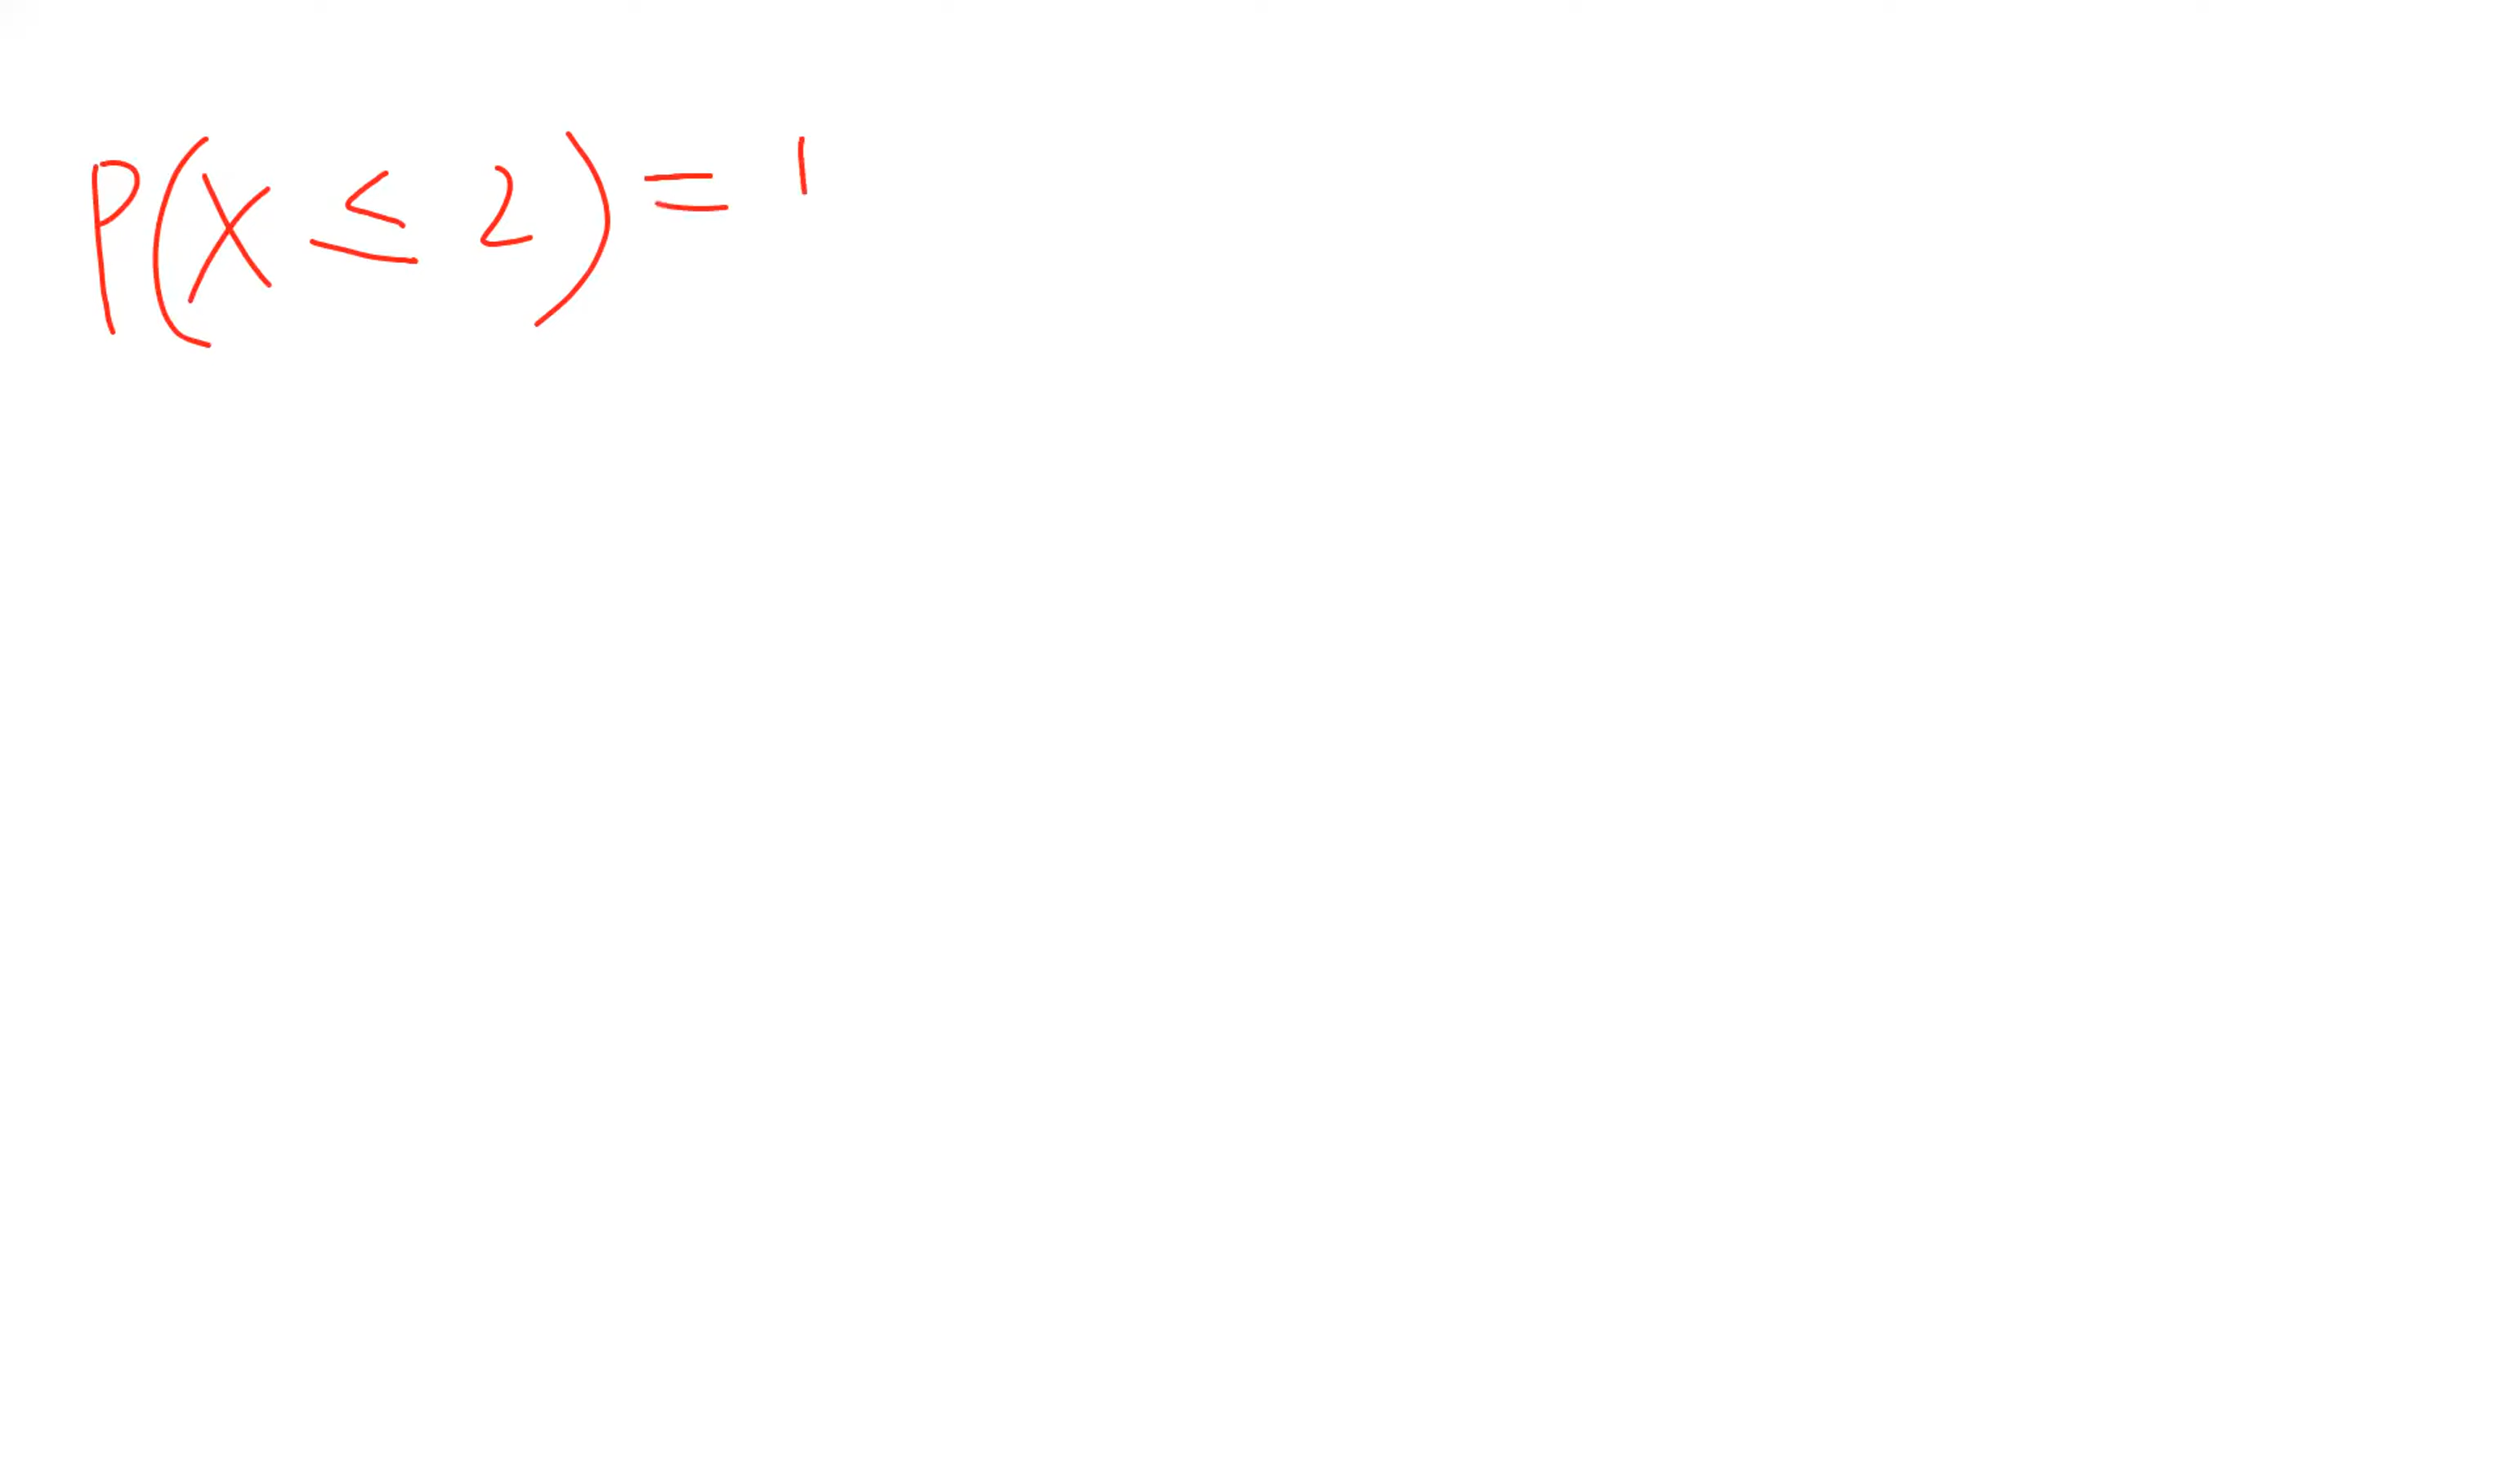 P(X ≤ 2) = 1